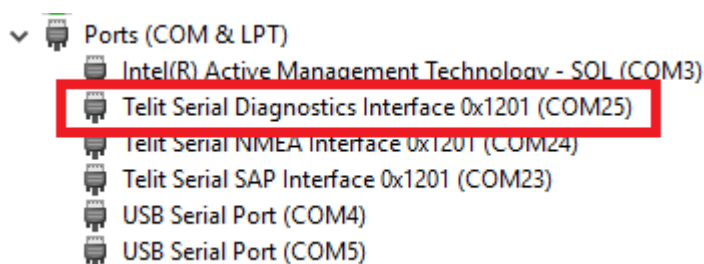 Ports (COM & LPT)
Intel(R) Active Management Technology - SOL (COM3)
Telit Serial Diagnostics Interface 0x1201 (COM25)
Telit Serial NMEA Interface 0x1201 (COM24)
Telit Serial SAP Interface 0x1201 (COM23)
USB Serial Port (COM4)
USB Serial Port (COM5)